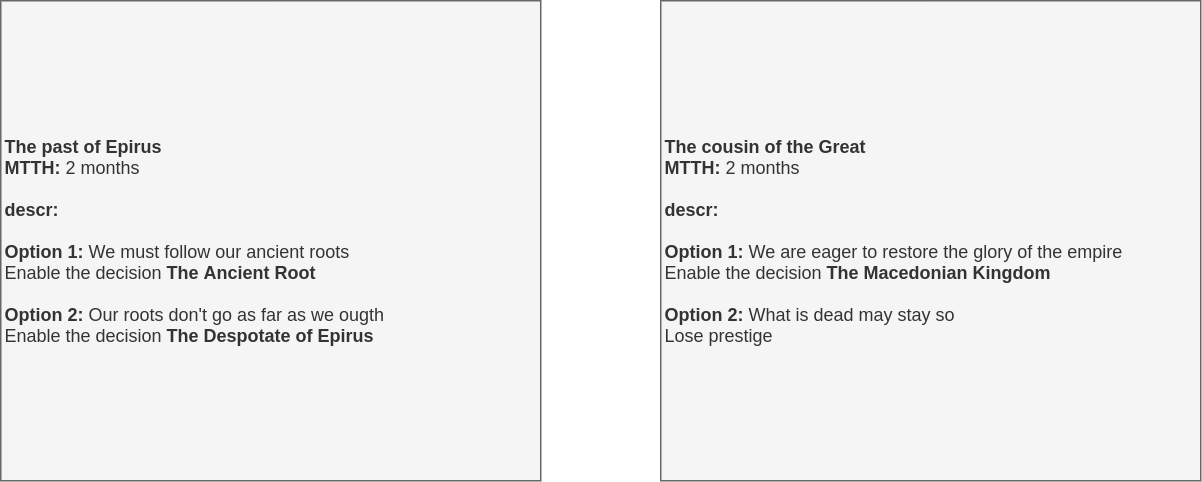 The past of Epirus
MTTH: 2 months
descr:
Option 1: We must follow our ancient roots
Enable the decision The Ancient Root
Option 2: Our roots don't go as far as we ougth
Enable the decision The Despotate of Epirus
The cousin of the Great
MTTH: 2 months
descr:
Option 1: We are eager to restore the glory of the empire
Enable the decision The Macedonian Kingdom
Option 2: What is dead may stay so
Lose prestige